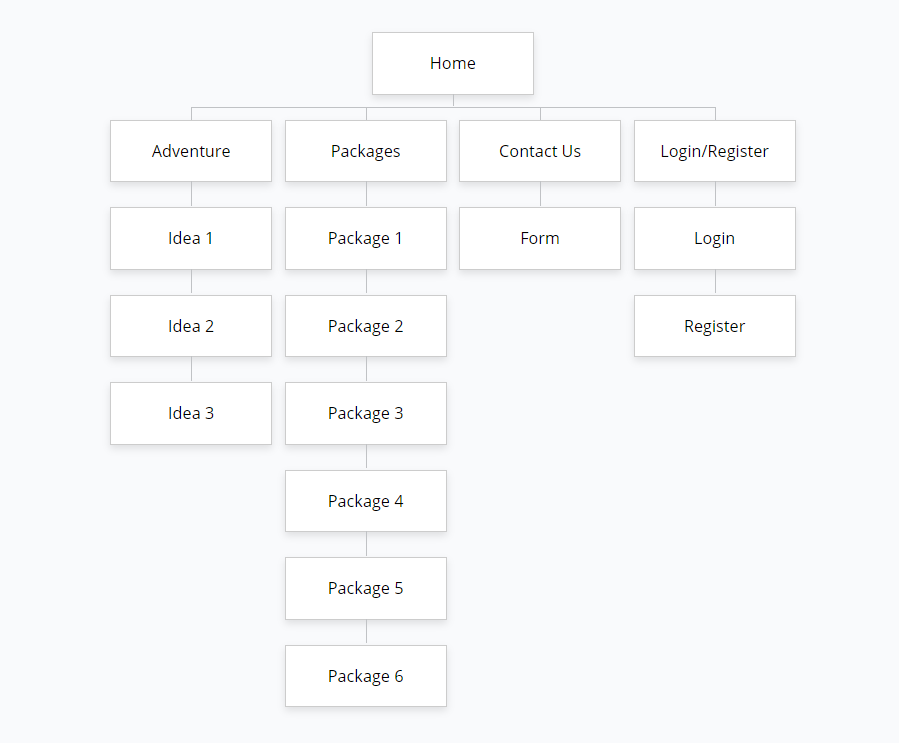 Home
Adventure
Packages
Contact Us
Login/Register
Idea 1
Package 1
Form
Login
Idea 2
Package 2
Register
Idea 3
Package 3
Package 4
Package 5
Package 6